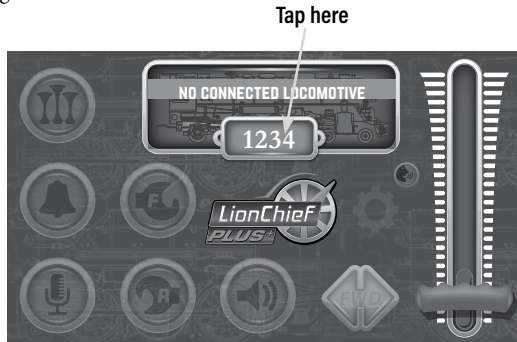 Tap here
NO CONNECTED LOCOMOTIVE
1234
F
LionChief
PLUS+
R
FWD